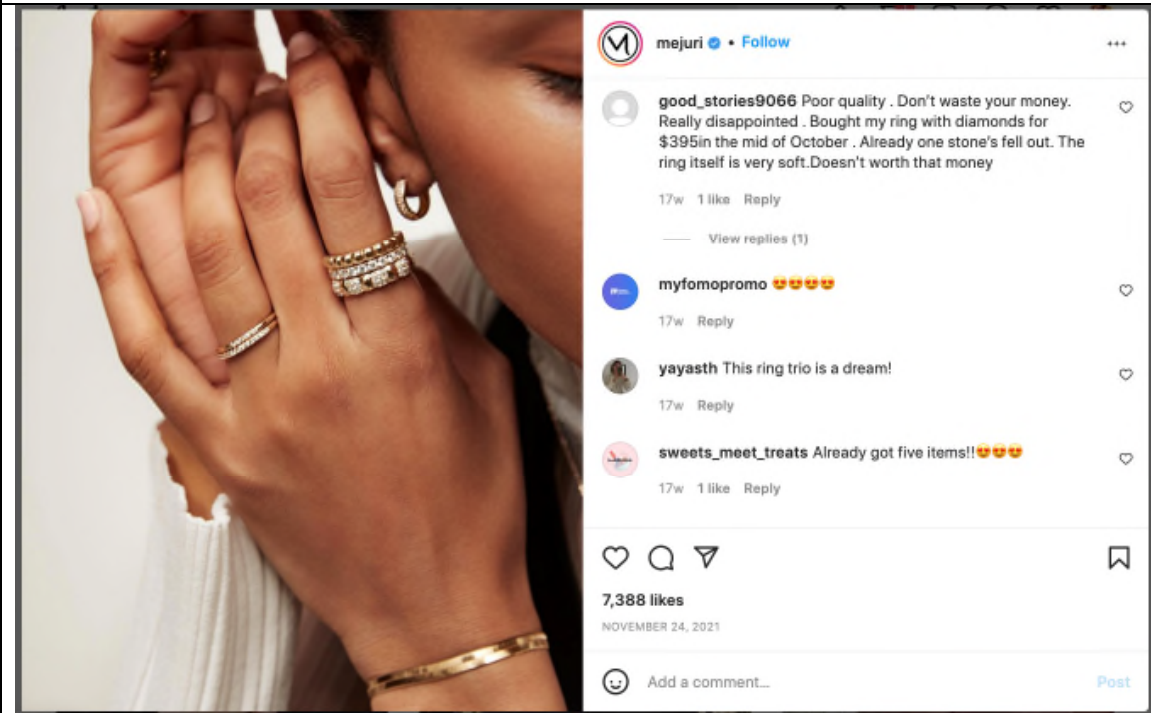 mejuri • Follow
good_stories9066 Poor quality . Don't waste your money.
Really disappointed . Bought my ring with diamonds for
$395in the mid of October . Already one stone's fell out. The
ring itself is very soft.Doesn't worth that money
17w 1 like Reply
View replies (1)
myfomopromo 😍😍😍😍
17w Reply
yayasth This ring trio is a dream!
17w Reply
sweets_meet_treats Already got five items!!😍😍😍
17w 1 like Reply
7,388 likes
NOVEMBER 24, 2021
Add a comment...
Post